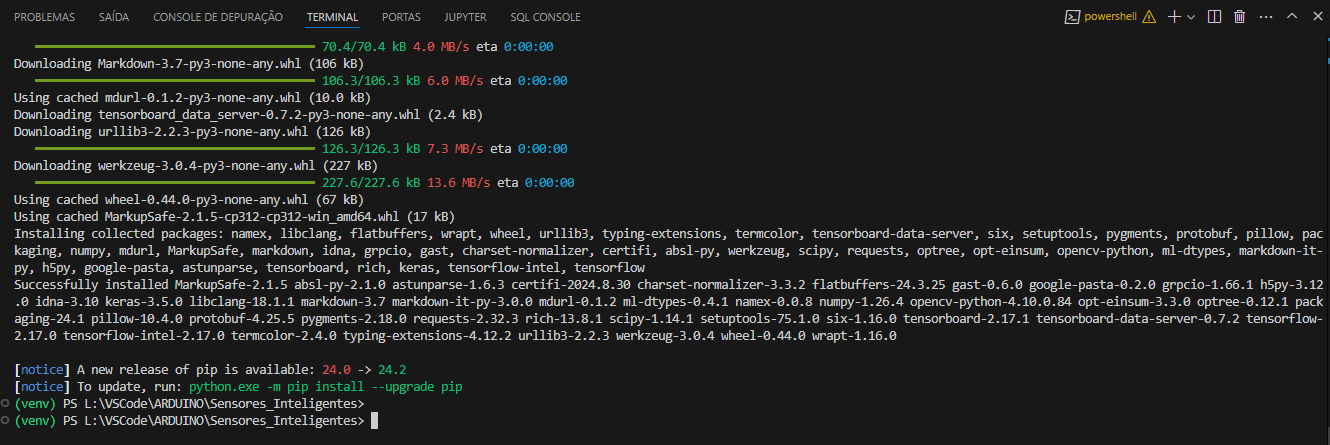 PROBLEMAS SAÍDA CONSOLE DE DEPURAÇÃO TERMINAL PORTAS JUPYTER SQL CONSOLE powershell
70.4/70.4 kB 4.0 MB/s eta 0:00:00
Downloading Markdown-3.7-py3-none-any.whl (106 kB)
106.3/106.3 kB 6.0 MB/s eta 0:00:00
Using cached mdurl-0.1.2-py3-none-any.whl (10.0 kB)
Downloading tensorboard_data_server-0.7.2-py3-none-any.whl (2.4 kB)
Downloading urllib3-2.2.3-py3-none-any.whl (126 kB)
126.3/126.3 kB 7.3 MB/s eta 0:00:00
Downloading werkzeug-3.0.4-py3-none-any.whl (227 kB)
227.6/227.6 kB 13.6 MB/s eta 0:00:00
Using cached wheel-0.44.0-py3-none-any.whl (67 kB)
Using cached MarkupSafe-2.1.5-cp312-cp312-win_amd64.whl (17 kB)
Installing collected packages: namex, libclang, flatbuffers, wrapt, wheel, urllib3, typing-extensions, termcolor, tensorboard-data-server, six, setuptools, pygments, protobuf, pillow, pac
kaging, numpy, mdurl, MarkupSafe, markdown, idna, grpcio, gast, charset-normalizer, certifi, absl-py, werkzeug, scipy, requests, optree, opt-einsum, opencv-python, ml-dtypes, markdown-it-
py, h5py, google-pasta, astunparse, tensorboard, rich, keras, tensorflow-intel, tensorflow
Successfully installed MarkupSafe-2.1.5 absl-py-2.1.0 astunparse-1.6.3 certifi-2024.8.30 charset-normalizer-3.3.2 flatbuffers-24.3.25 gast-0.6.0 google-pasta-0.2.0 grpcio-1.66.1 h5py-3.12
.0 idna-3.10 keras-3.5.0 libclang-18.1.1 markdown-3.7 markdown-it-py-3.0.0 mdurl-0.1.2 ml-dtypes-0.4.1 namex-0.0.8 numpy-1.26.4 opencv-python-4.10.0.84 opt-einsum-3.3.0 optree-0.12.1 pack
aging-24.1 pillow-10.4.0 protobuf-4.25.5 pygments-2.18.0 requests-2.32.3 rich-13.8.1 scipy-1.14.1 setuptools-75.1.0 six-1.16.0 tensorboard-2.17.1 tensorboard-data-server-0.7.2 tensorflow-
2.17.0 tensorflow-intel-2.17.0 termcolor-2.4.0 typing-extensions-4.12.2 urllib3-2.2.3 werkzeug-3.0.4 wheel-0.44.0 wrapt-1.16.0
[notice] A new release of pip is available: 24.0 -> 24.2
[notice] To update, run: python.exe -m pip install --upgrade pip
(venv) PS L:\VSCode\ARDUINO\Sensores_Inteligentes>
(venv) PS L:\VSCode\ARDUINO\Sensores_Inteligentes>